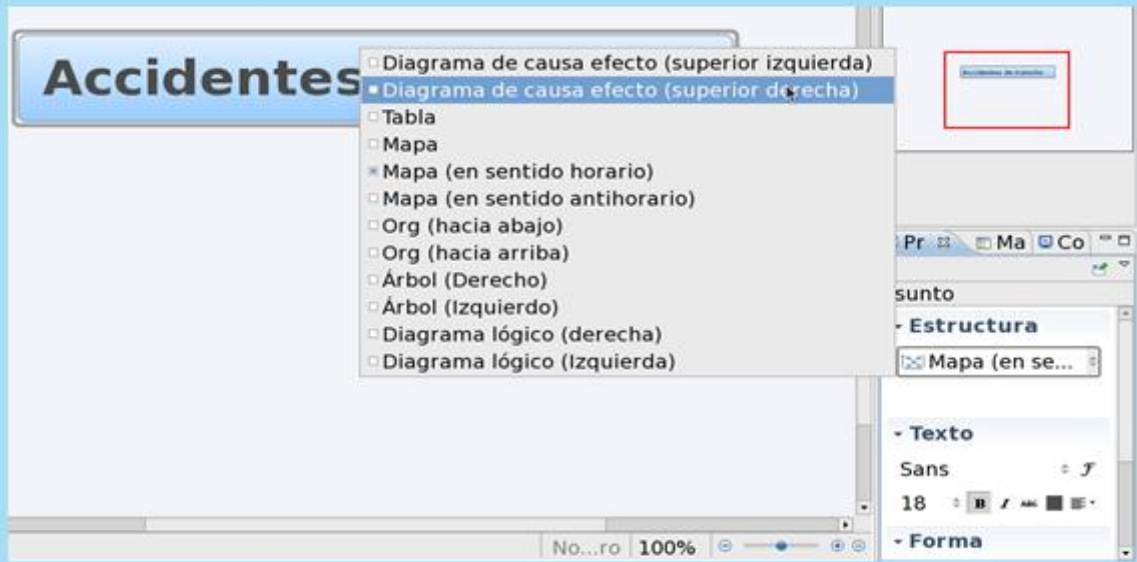 Accidentes
Diagrama de causa efecto (superior izquierda)
Diagrama de causa efecto (superior derecha)
Tabla
Mapa
Mapa (en sentido horario)
Mapa (en sentido antihorario)
Org (hacia abajo)
Org (hacia arriba)
Árbol (Derecho)
Árbol (Izquierdo)
Diagrama lógico (derecha)
Diagrama lógico (Izquierda)
Pr Ma Co
sunto
Estructura
Mapa (en se...
Texto
Sans
18 B I ABC
Forma
No...ro 100%